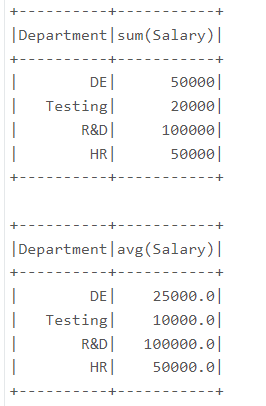 +----------+-----------+
|Department|sum(Salary)|
+----------+-----------+
|        DE|      50000|
|   Testing|      20000|
|       R&D|     100000|
|        HR|      50000|
+----------+-----------+
+----------+-----------+
|Department|avg(Salary)|
+----------+-----------+
|        DE|    25000.0|
|   Testing|    10000.0|
|       R&D|   100000.0|
|        HR|    50000.0|
+----------+-----------+